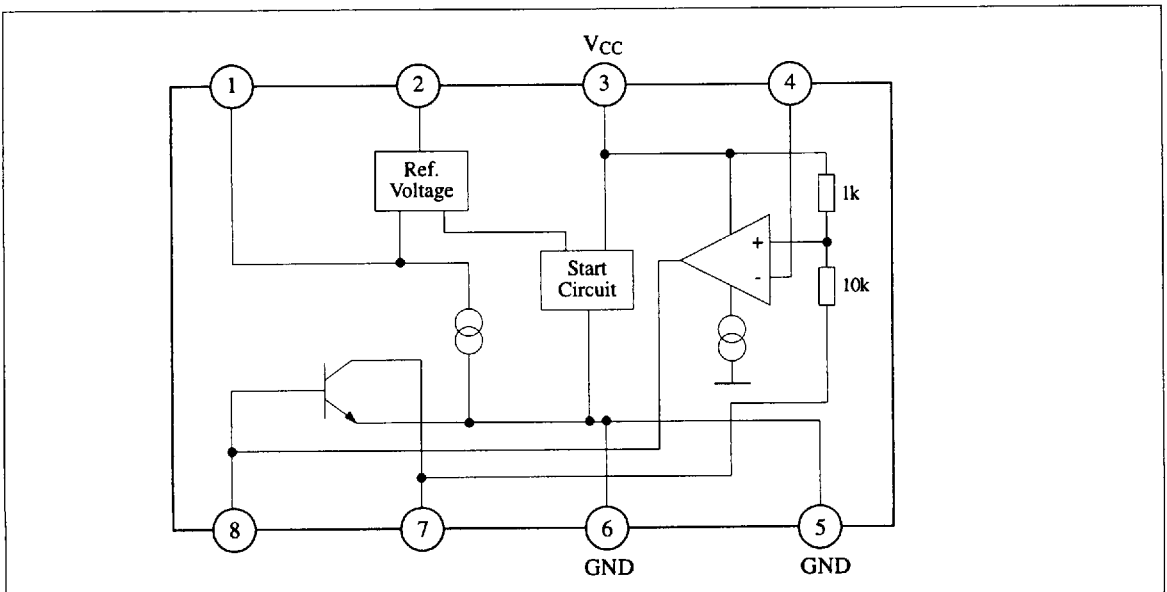 VCC
1
2
3
4
Ref.
Voltage
1k
+
Start
Circuit
-
10k
8
7
6
5
GND
GND